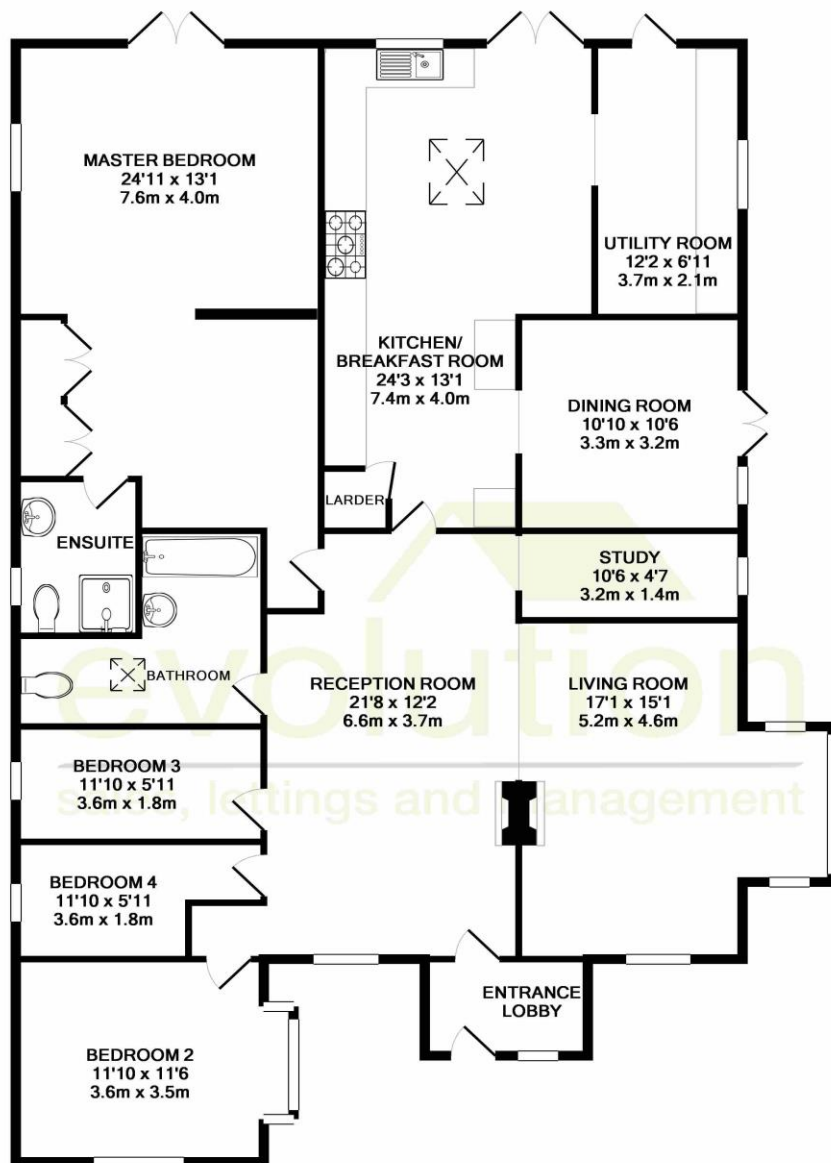 MASTER BEDROOM
24'11 x 13'1
7.6m x 4.0m
UTILITY ROOM
12'2 x 6'11
3.7m x 2.1m
KITCHEN/
BREAKFAST ROOM
24'3 x 13'1
7.4m x 4.0m
DINING ROOM
10'10 x 10'6
3.3m x 3.2m
LARDER
ENSUITE
STUDY
10'6 x 4'7
3.2m x 1.4m
BATHROOM
RECEPTION ROOM
21'8 x 12'2
6.6m x 3.7m
LIVING ROOM
17'1 x 15'1
5.2m x 4.6m
evolution
sales, lettings and management
BEDROOM 3
11'10 x 5'11
3.6m x 1.8m
BEDROOM 4
11'10 x 5'11
3.6m x 1.8m
ENTRANCE
LOBBY
BEDROOM 2
11'10 x 11'6
3.6m x 3.5m